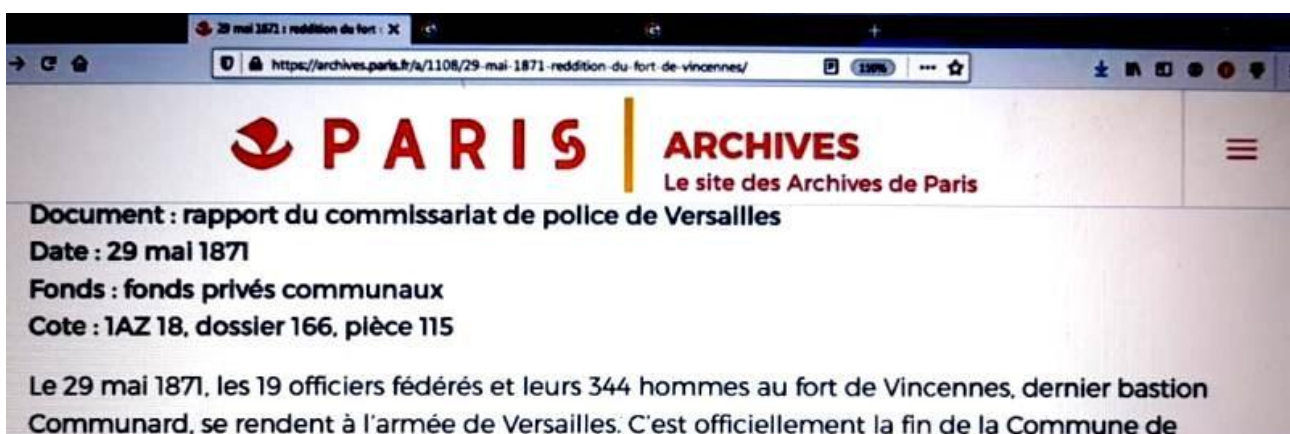 29 mai 1871 : reddition du fort :
https://archives.paris.fr/a/1108/29-mai-1871-reddition-du-fort-de-vincennes/
110%
PARIS
ARCHIVES
Le site des Archives de Paris
Document : rapport du commissariat de police de Versailles
Date : 29 mai 1871
Fonds : fonds privés communaux
Cote : 1AZ 18, dossier 166, pièce 115
Le 29 mai 1871, les 19 officiers fédérés et leurs 344 hommes au fort de Vincennes, dernier bastion
Communard, se rendent à l'armée de Versailles. C'est officiellement la fin de la Commune de